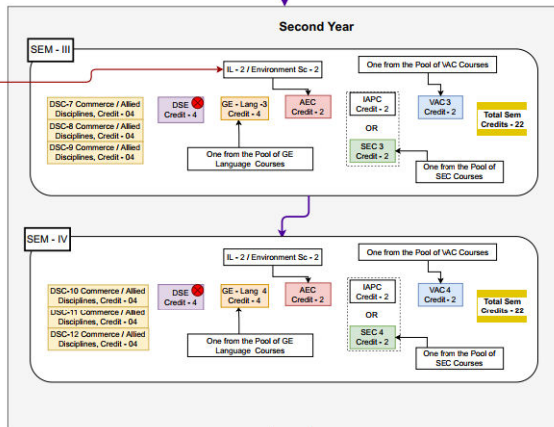 Second Year
SEM - III
IL - 2 / Environment Sc - 2
One from the Pool of VAC Courses
DSC-7 Commerce / Allied
Disciplines, Credit - 04
DSC-8 Commerce / Allied
Disciplines, Credit - 04
DSC-9 Commerce / Allied
Disciplines, Credit - 04
DSE
Credit - 4
GE - Lang -3
Credit - 4
AEC
Credit - 2
IAPC
Credit - 2
OR
SEC 3
Credit - 2
VAC 3
Credit - 2
Total Sem
Credits - 22
One from the Pool of GE
Language Courses
One from the Pool of
SEC Courses
SEM - IV
IL - 2 / Environment Sc - 2
One from the Pool of VAC Courses
DSC-10 Commerce / Allied
Disciplines, Credit - 04
DSC-11 Commerce / Allied
Disciplines, Credit - 04
DSC-12 Commerce / Allied
Disciplines, Credit - 04
DSE
Credit - 4
GE - Lang 4
Credit - 4
AEC
Credit - 2
IAPC
Credit - 2
OR
SEC 4
Credit - 2
VAC 4
Credit - 2
Total Sem
Credits - 22
One from the Pool of GE
Language Courses
One from the Pool of
SEC Courses